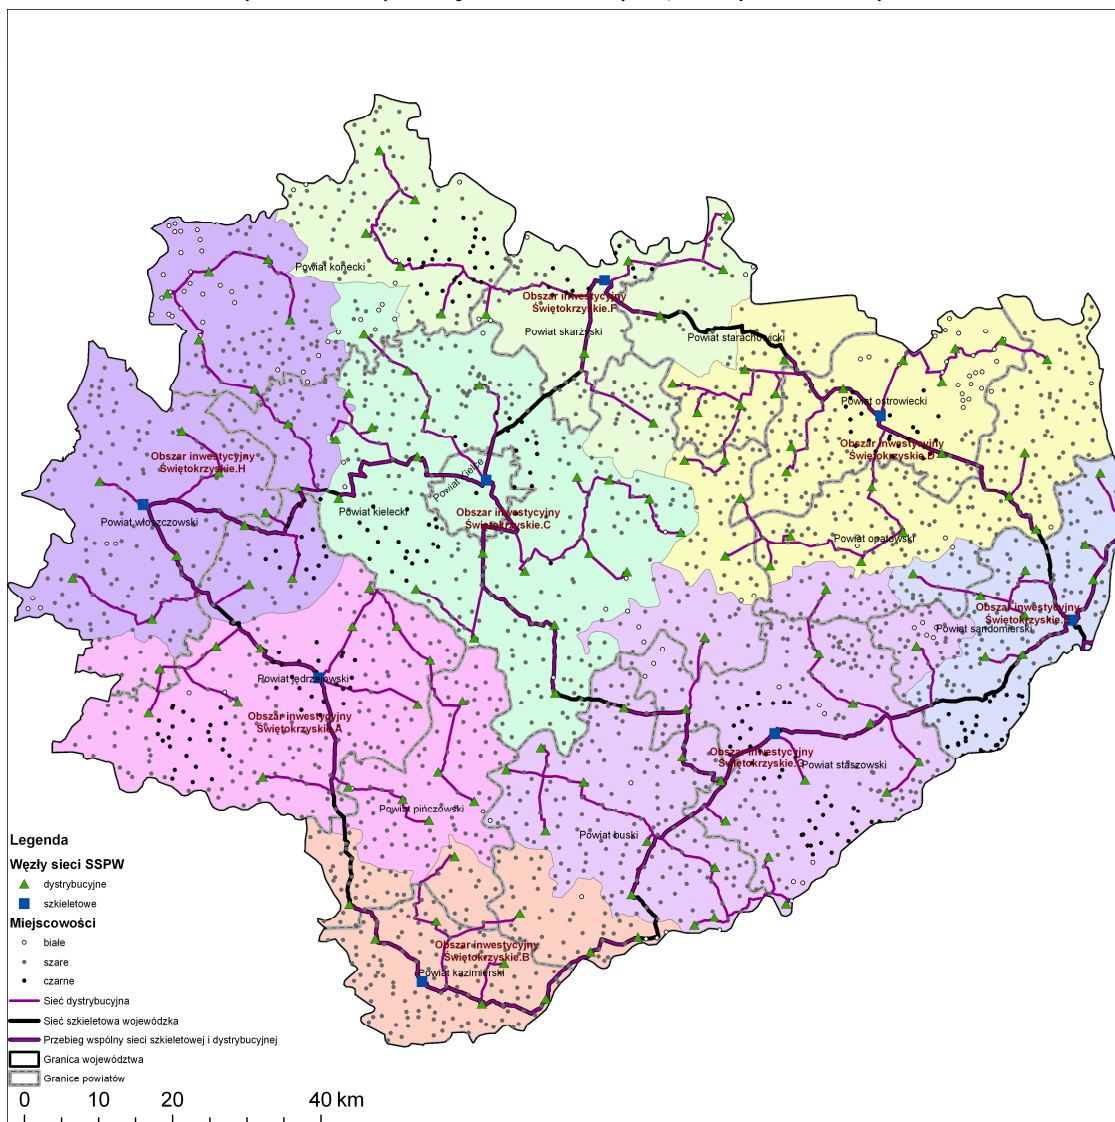 Powiat konecki
Obszar inwestycyjny
Świętokrzyskie.F
Powiat skarżyski
Powiat starachowicki
Powiat ostrowiecki
Obszar inwestycyjny
Świętokrzyskie.D
Obszar inwestycyjny
Świętokrzyskie.H
Powiat Kielce
Powiat włoszczowski
Powiat kielecki
Obszar inwestycyjny
Świętokrzyskie.C
Powiat opatowski
Obszar inwestycyjny
Powiat sandomierski
Powiat jędrzejowski
Obszar inwestycyjny
Świętokrzyskie.A
Obszar inwestycyjny
Świętokrzyskie.G
Powiat staszowski
Powiat pińczowski
Powiat buski
Obszar inwestycyjny
Świętokrzyskie.B
Powiat kazimierski
Legenda
Węzły sieci SSPW
dystrybucyjne
szkieletowe
Miejscowości
białe
szare
czarne
Sieć dystrybucyjna
Sieć szkieletowa wojewódzka
Przebieg wspólny sieci szkieletowej i dystrybucyjnej
Granica województwa
Granice powiatów
0 10 20 40 km